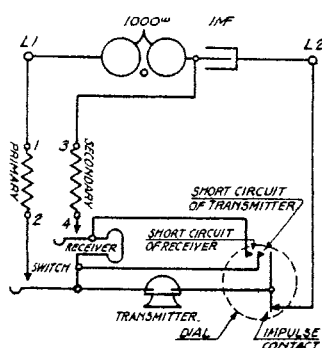 1000ω 1MF
L1 L2
1 3
PRIMARY SECONDARY
2 4
SHORT CIRCUIT
OF TRANSMITTER
SHORT CIRCUIT
OF RECEIVER
RECEIVER
SWITCH
TRANSMITTER.
DIAL IMPULSE
CONTACT